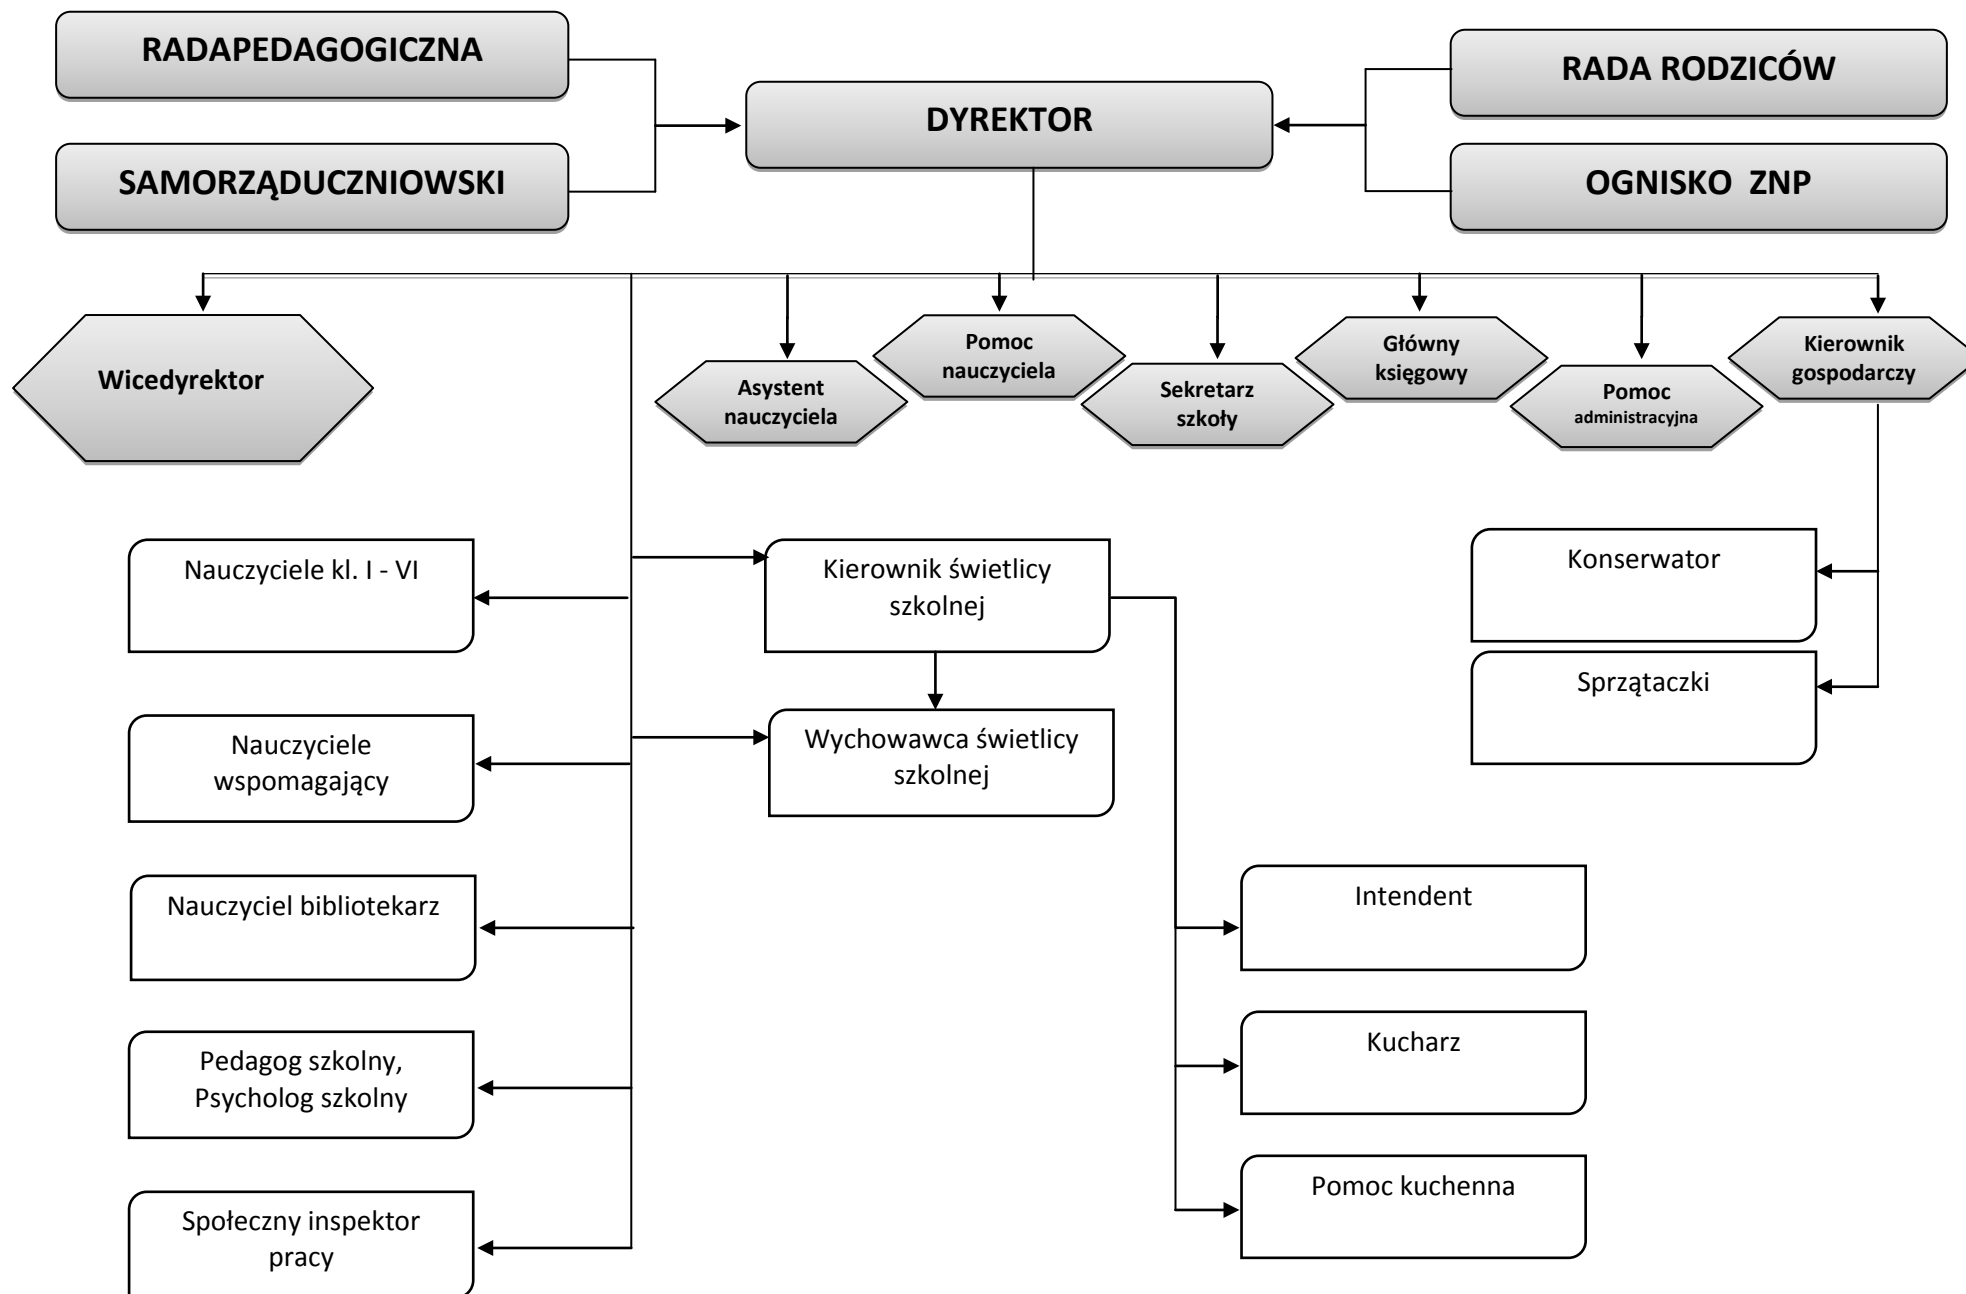 RADAPEDAGOGICZNA
RADA RODZICÓW
DYREKTOR
SAMORZĄDUCZNIOWSKI
OGNISKO ZNP
Wicedyrektor
Asystent
nauczyciela
Pomoc
nauczyciela
Sekretarz
szkoły
Główny
księgowy
Pomoc
administracyjna
Kierownik
gospodarczy
Nauczyciele kl. I - VI
Kierownik świetlicy
szkolnej
Konserwator
Sprzątaczki
Nauczyciele
wspomagający
Wychowawca świetlicy
szkolnej
Nauczyciel bibliotekarz
Intendent
Pedagog szkolny,
Psycholog szkolny
Kucharz
Pomoc kuchenna
Społeczny inspektor
pracy